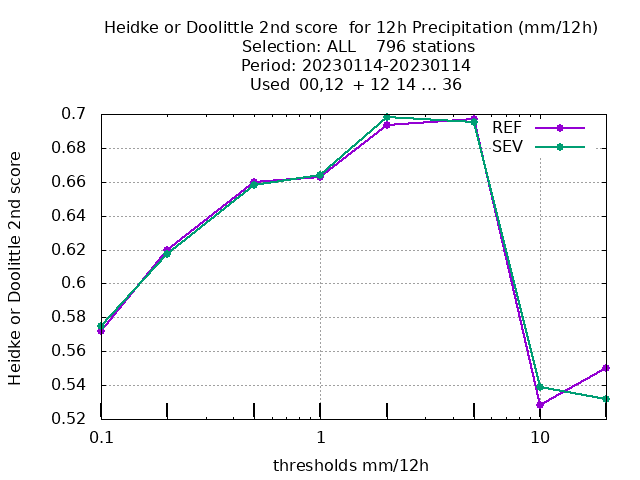 Heidke or Doolittle 2nd score  for 12h Precipitation (mm/12h)
Selection: ALL    796 stations
Period: 20230114-20230114
Used  00,12  + 12 14 ... 36
Heidke or Doolittle 2nd score
0.7
0.68
0.66
0.64
0.62
0.6
0.58
0.56
0.54
0.52
REF
SEV
0.1
1
10
thresholds mm/12h